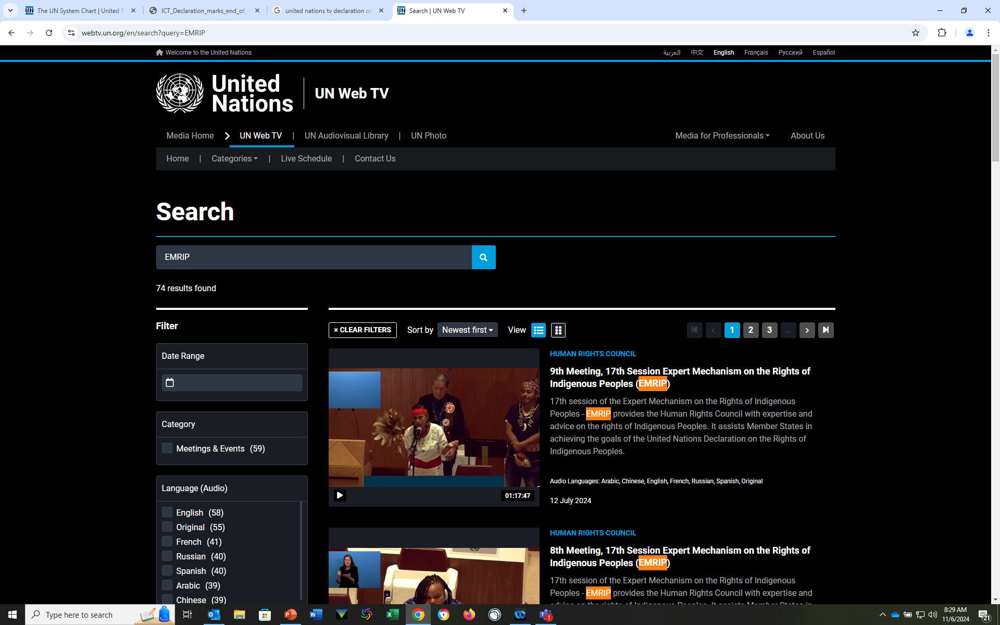 The UN System Chart | United N
ICT_Declaration_marks_end_of_
united nations tv declaration or
UN Search | UN Web TV
webtv.un.org/en/search?query=EMRIP
Welcome to the United Nations
العربية 中文 English Français Русский Español
United
Nations
UN Web TV
Media Home UN Web TV | UN Audiovisual Library | UN Photo Media for Professionals About Us
Home | Categories | Live Schedule | Contact Us
Search
EMRIP
74 results found
Filter
× CLEAR FILTERS Sort by Newest first View 1 2 3 ...
Date Range
Category
Meetings & Events (59)
Language (Audio)
English (58)
Original (55)
French (41)
Russian (40)
Spanish (40)
Arabic (39)
Chinese (39)
01:17:47
HUMAN RIGHTS COUNCIL
9th Meeting, 17th Session Expert Mechanism on the Rights of
Indigenous Peoples (EMRIP)
17th session of the Expert Mechanism on the Rights of Indigenous
Peoples - EMRIP provides the Human Rights Council with expertise and
advice on the rights of Indigenous Peoples. It assists Member States in
achieving the goals of the United Nations Declaration on the Rights of
Indigenous Peoples.
Audio Languages: Arabic, Chinese, English, French, Russian, Spanish, Original
12 July 2024
HUMAN RIGHTS COUNCIL
8th Meeting, 17th Session Expert Mechanism on the Rights of
Indigenous Peoples (EMRIP)
17th session of the Expert Mechanism on the Rights of Indigenous
Peoples - EMRIP provides the Human Rights Council with expertise and
Type here to search
8:29 AM
11/6/2024
21